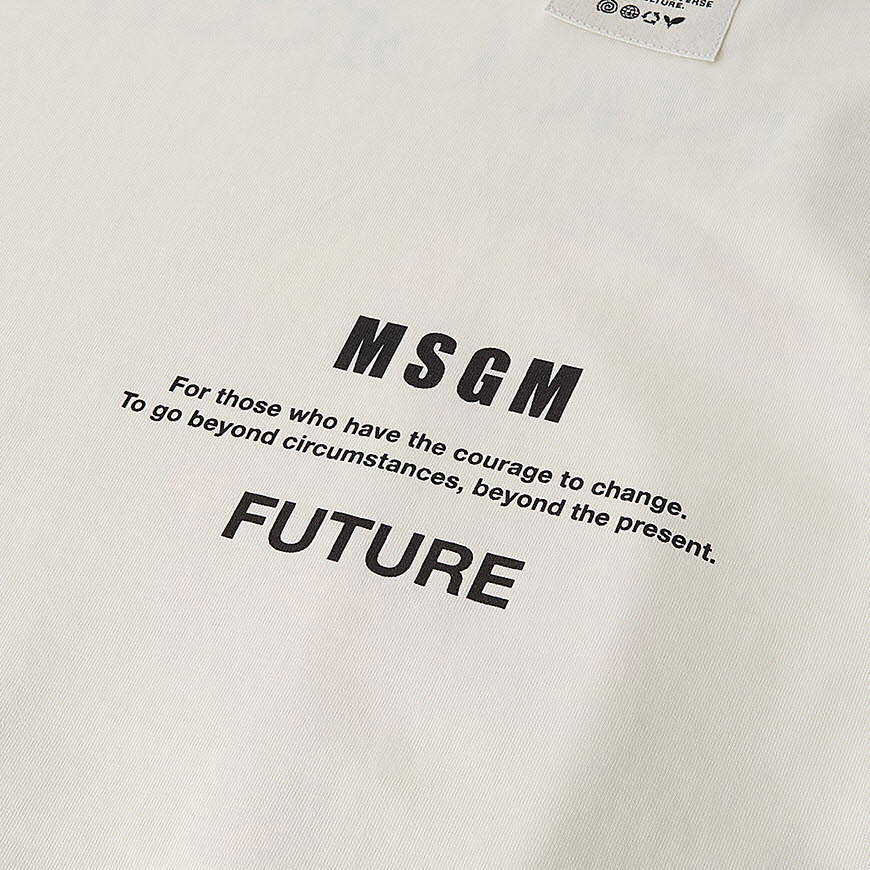 MSGM
For those who have the courage to change.
To go beyond circumstances, beyond the present.
FUTURE